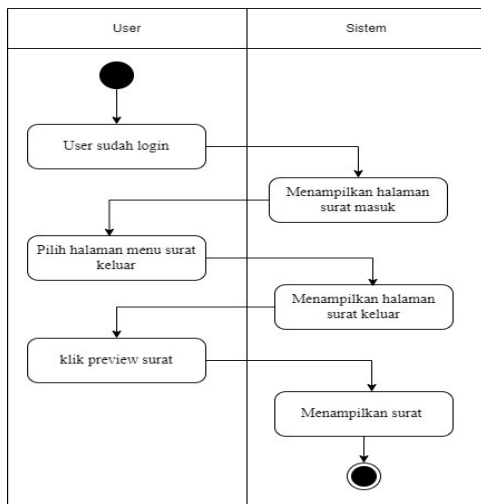 User
Sistem
User sudah login
Menampilkan halaman
surat masuk
Pilih halaman menu surat
keluar
Menampilkan halaman
surat keluar
klik preview surat
Menampilkan surat